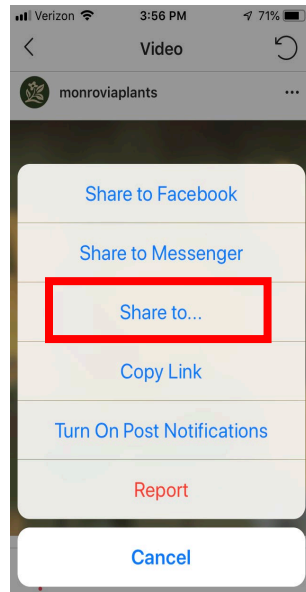 Verizon 3:56 PM 71%
Video
monroviaplants
Share to Facebook
Share to Messenger
Share to...
Copy Link
Turn On Post Notifications
Report
Cancel